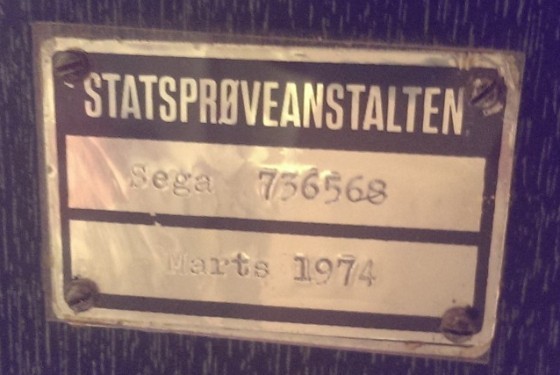 STATSPRØVEANSTALTEN
Sega 736568
Marts 1974